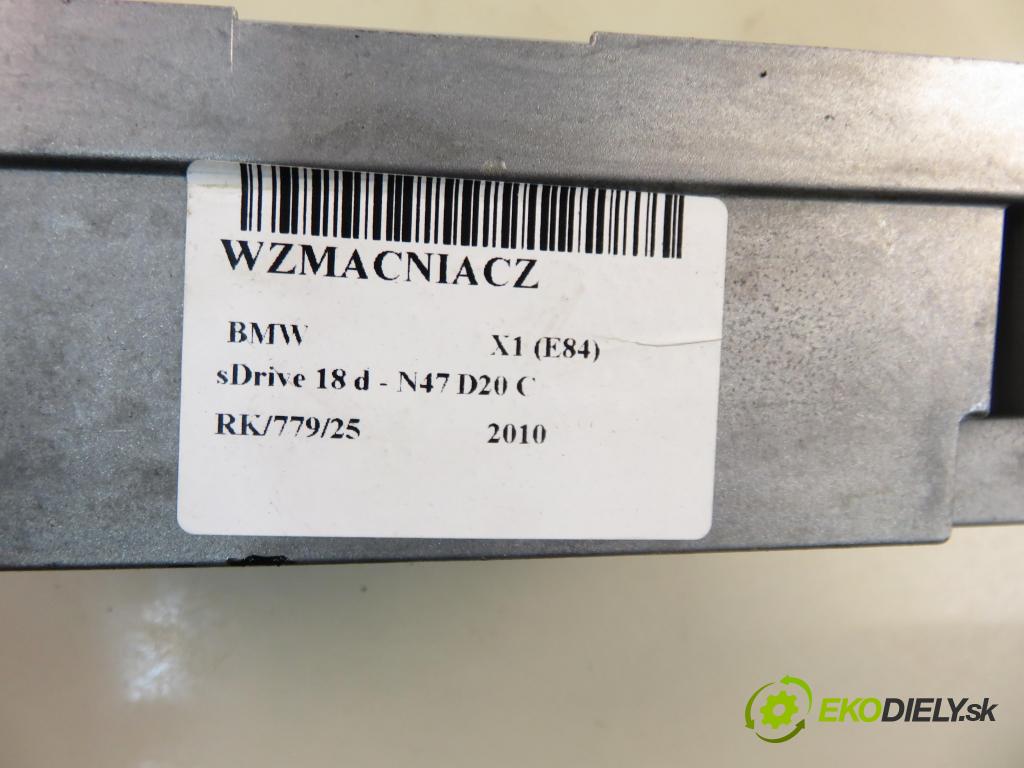 WZMACNIACZ
BMW X1 (E84)
sDrive 18 d - N47 D20 C
RK/779/25 2010
EKODIELY.sk